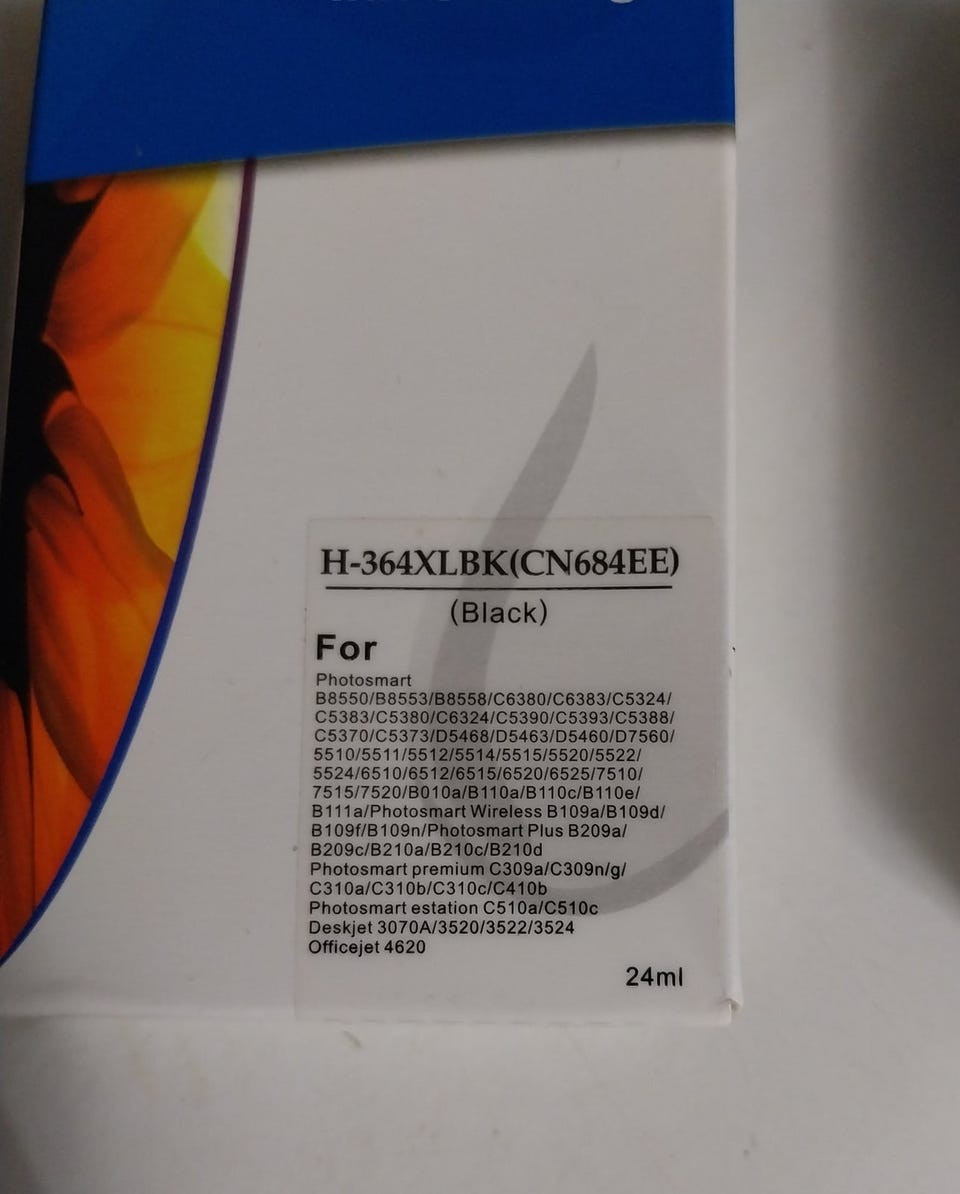 H-364XLBK(CN684EE)
(Black)
For
Photosmart
B8550/B8553/B8558/C6380/C6383/C5324/
C5383/C5380/C6324/C5390/C5393/C5388/
C5370/C5373/D5468/D5463/D5460/D7560/
5510/5511/5512/5514/5515/5520/5522/
5524/6510/6512/6515/6520/6525/7510/
7515/7520/B010a/B110a/B110c/B110e/
B111a/Photosmart Wireless B109a/B109d/
B109f/B109n/Photosmart Plus B209a/
B209c/B210a/B210c/B210d
Photosmart premium C309a/C309n/g/
C310a/C310b/C310c/C410b
Photosmart estation C510a/C510c
Deskjet 3070A/3520/3522/3524
Officejet 4620
24ml